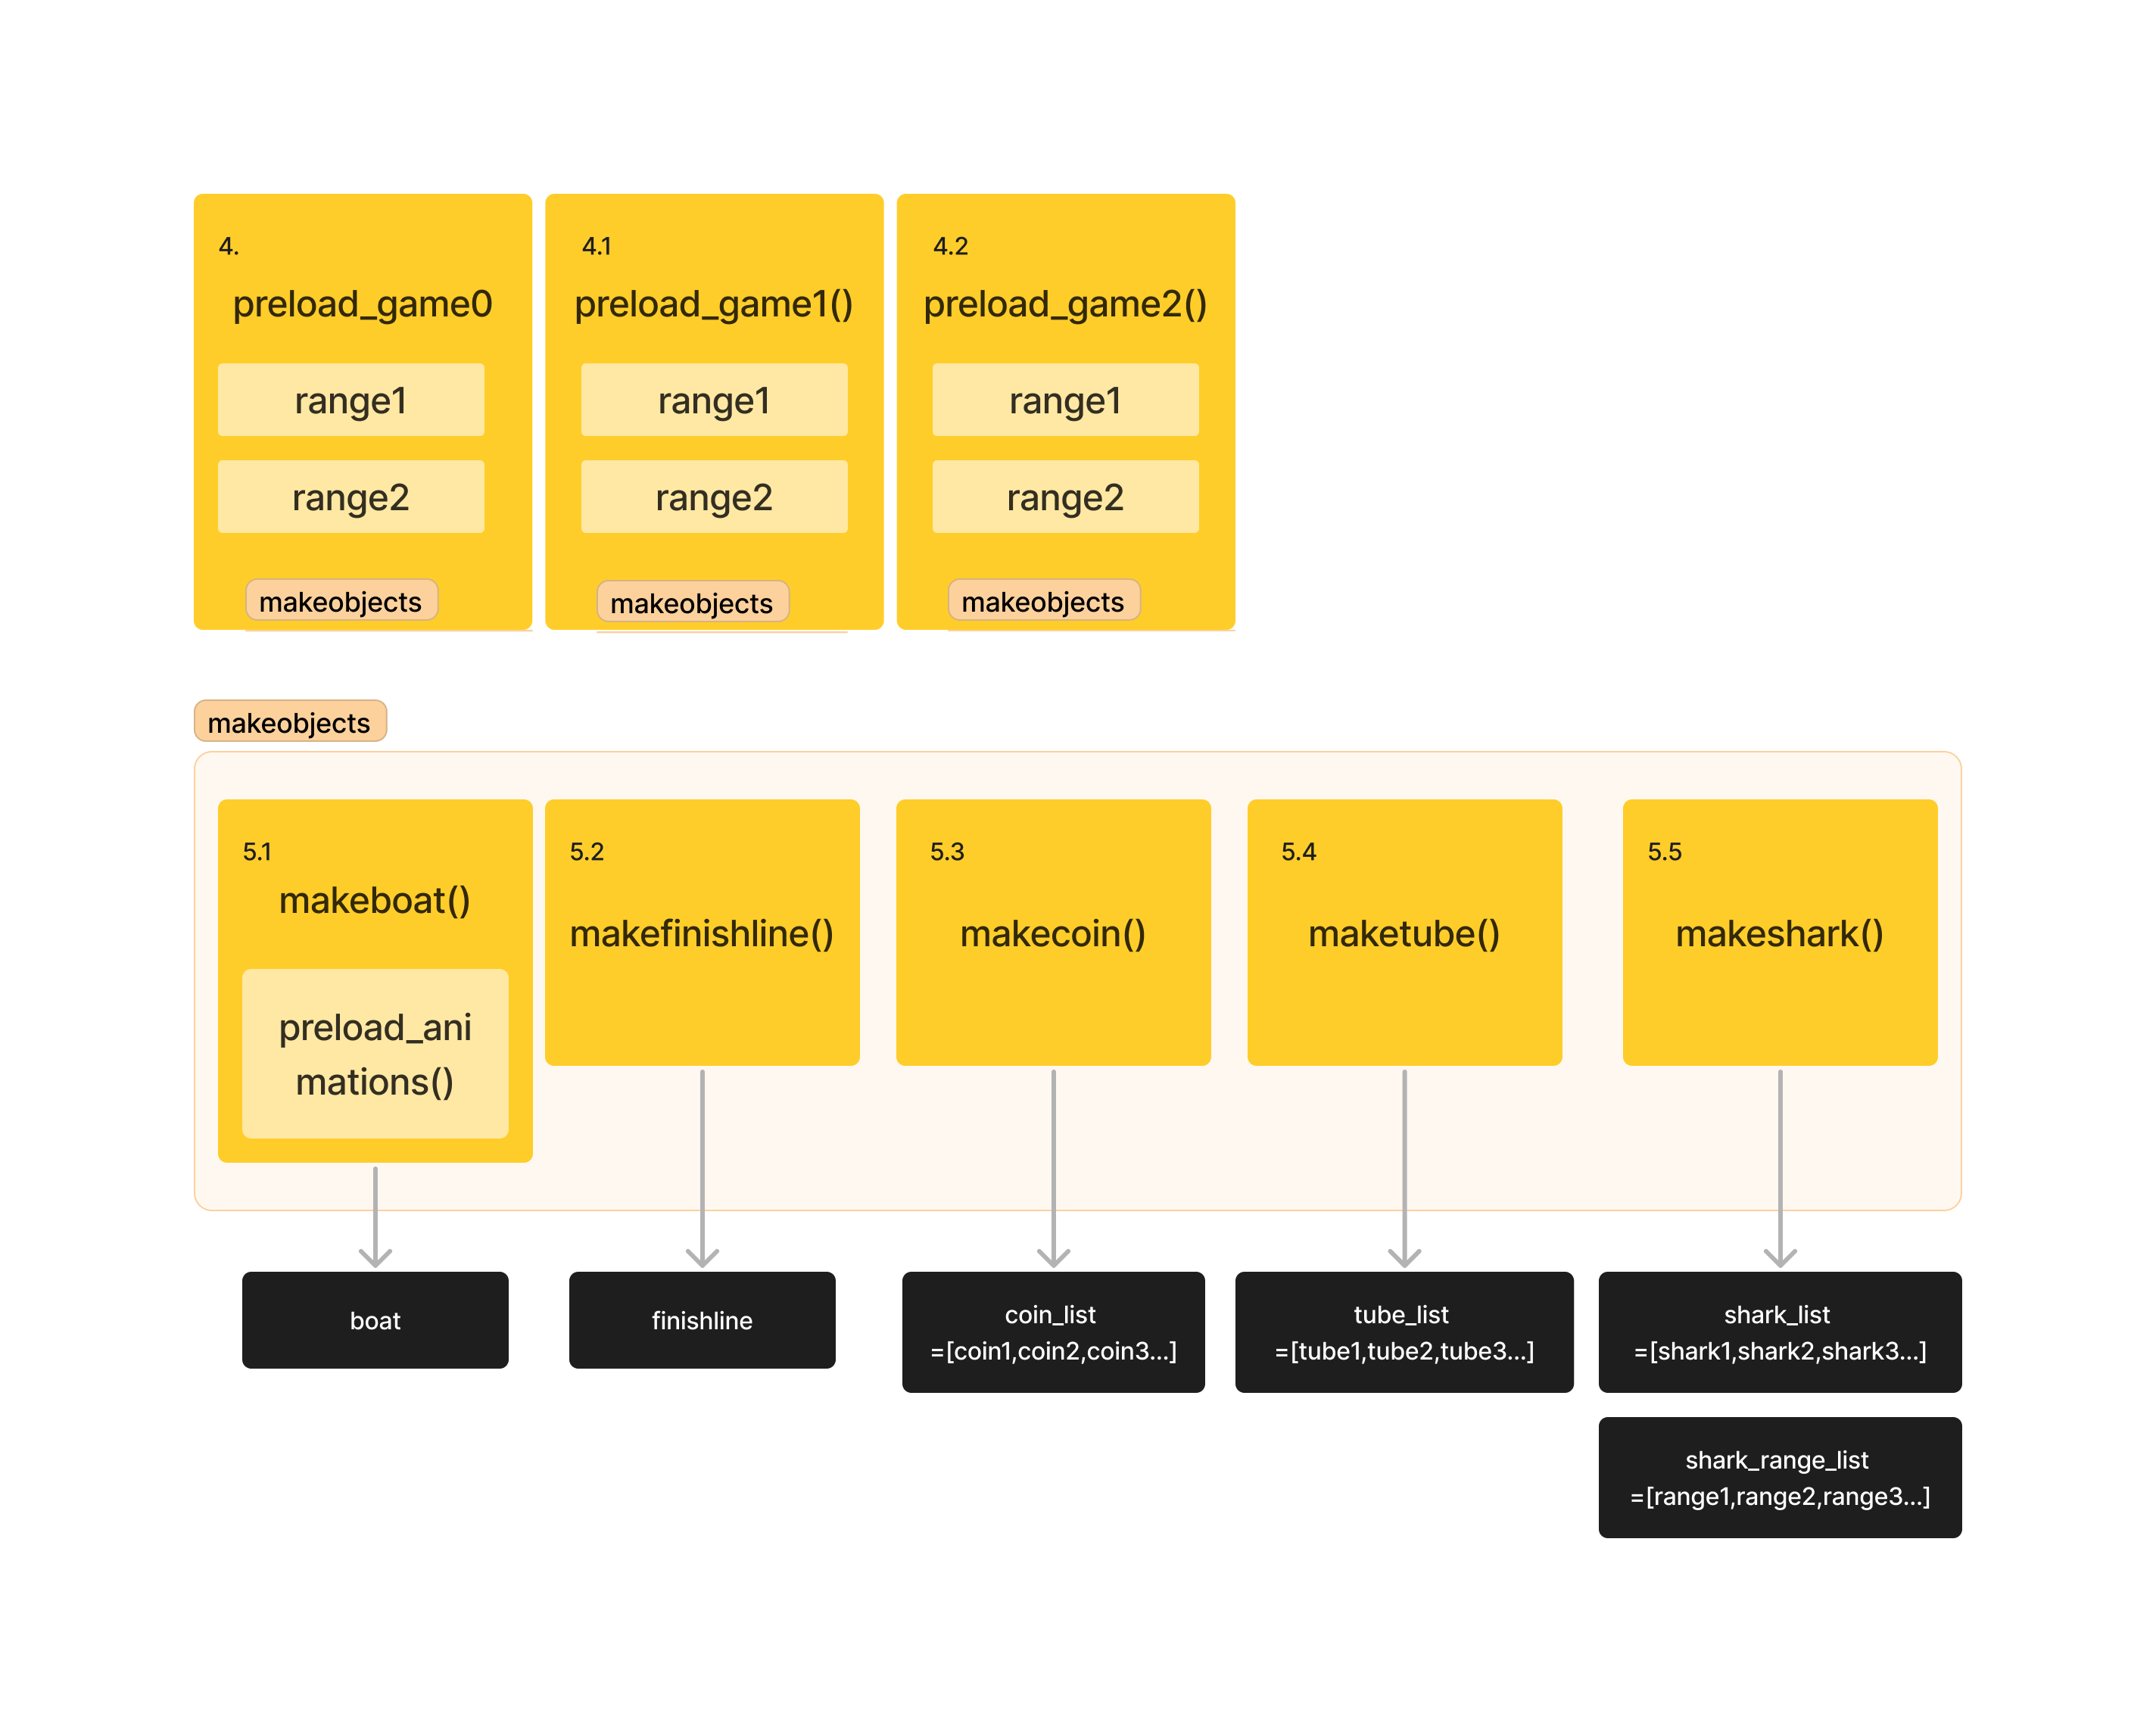 4.
preload_game0
range1
range2
makeobjects
4.1
preload_game1()
range1
range2
makeobjects
4.2
preload_game2()
range1
range2
makeobjects
makeobjects
5.1
makeboat()
preload_ani
mations()
5.2
makefinishline()
5.3
makecoin()
5.4
maketube()
5.5
makeshark()
boat
finishline
coin_list
=[coin1,coin2,coin3...]
tube_list
=[tube1,tube2,tube3...]
shark_list
=[shark1,shark2,shark3...]
shark_range_list
=[range1,range2,range3...]